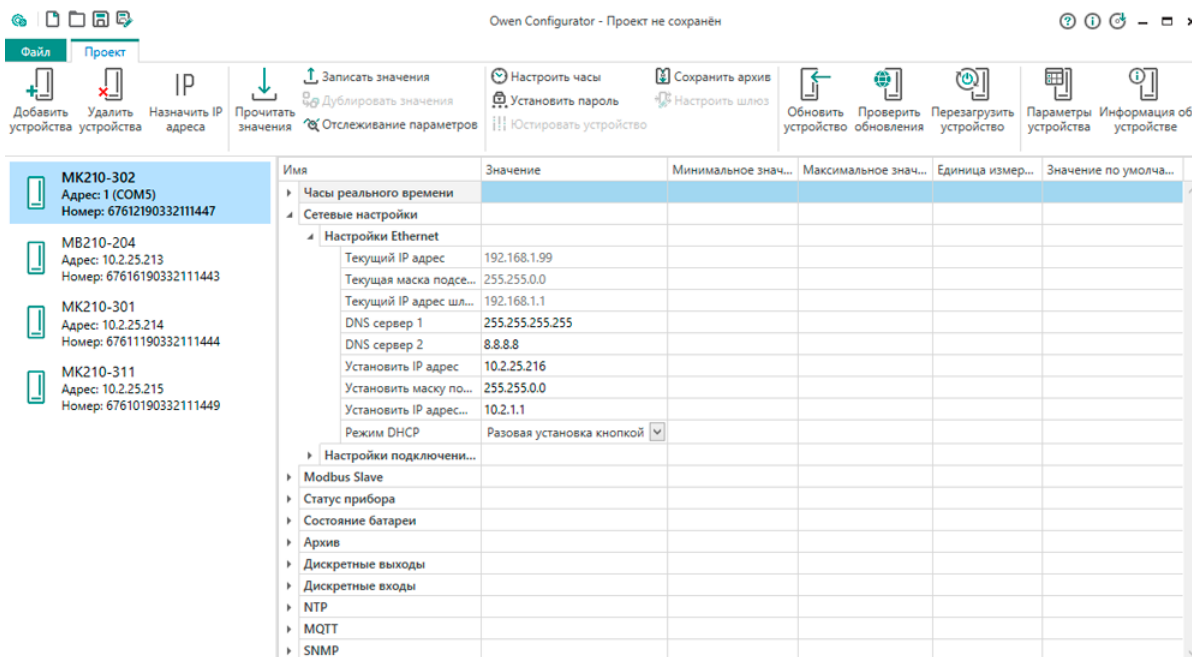 Owen Configurator - Проект не сохранён
Файл Проект
Добавить устройства
Удалить устройства
Назначить IP адреса
Прочитать значения
Записать значения
Дублировать значения
Отслеживание параметров
Настроить часы
Установить пароль
Юстировать устройство
Сохранить архив
Настроить шлюз
Обновить устройство
Проверить обновления
Перезагрузить устройство
Параметры устройства
Информация об устройстве
MK210-302
Адрес: 1 (COM5)
Номер: 67612190332111447
MB210-204
Адрес: 10.2.25.213
Номер: 67616190332111443
MK210-301
Адрес: 10.2.25.214
Номер: 67611190332111444
MK210-311
Адрес: 10.2.25.215
Номер: 67610190332111449
Имя Значение Минимальное знач... Максимальное знач... Единица измер... Значение по умолча...
Часы реального времени
Сетевые настройки
Настройки Ethernet
Текущий IP адрес 192.168.1.99
Текущая маска подсе... 255.255.0.0
Текущий IP адрес шл... 192.168.1.1
DNS сервер 1 255.255.255.255
DNS сервер 2 8.8.8.8
Установить IP адрес 10.2.25.216
Установить маску по... 255.255.0.0
Установить IP адрес... 10.2.1.1
Режим DHCP Разовая установка кнопкой
Настройки подключени...
Modbus Slave
Статус прибора
Состояние батареи
Архив
Дискретные выходы
Дискретные входы
NTP
MQTT
SNMP